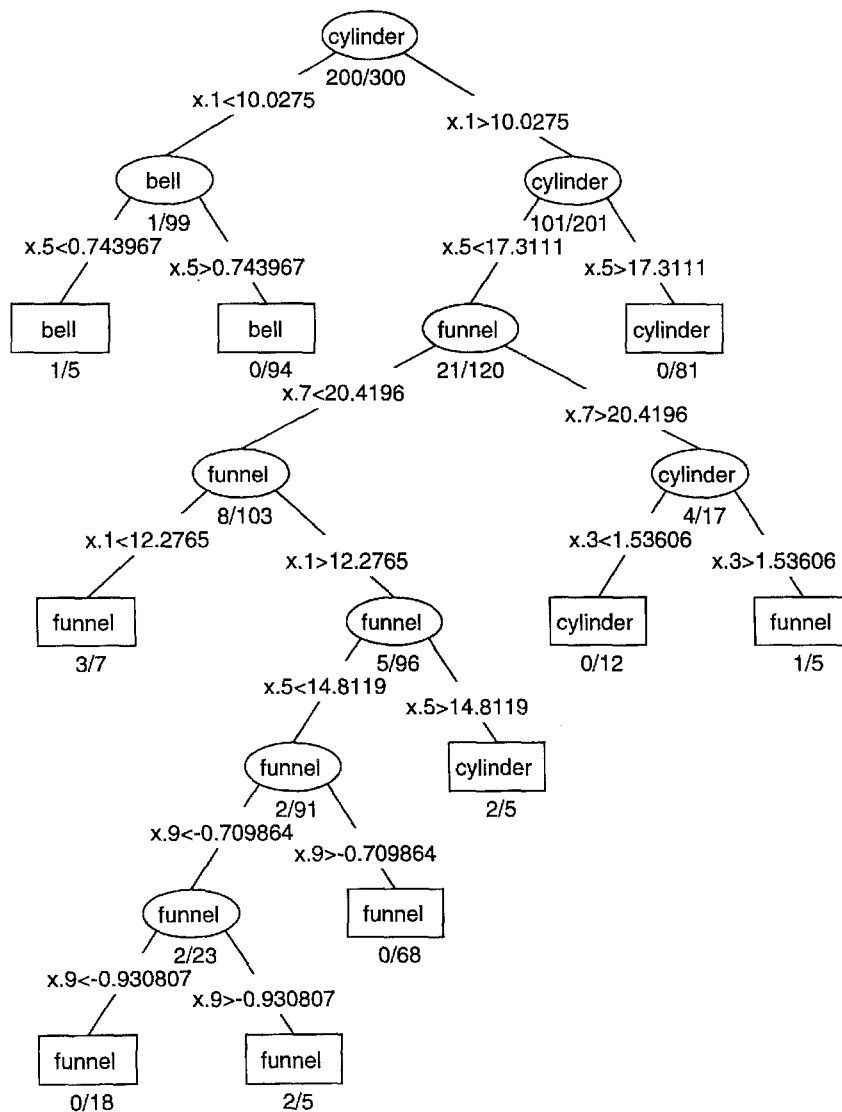 cylinder
200/300
x.1<10.0275
x.1>10.0275
bell
cylinder
1/99
101/201
x.5<0.743967
x.5>0.743967
x.5<17.3111
x.5>17.3111
bell
bell
funnel
cylinder
1/5
0/94
21/120
0/81
x.7<20.4196
x.7>20.4196
funnel
cylinder
8/103
4/17
x.1<12.2765
x.1>12.2765
x.3<1.53606
x.3>1.53606
funnel
funnel
cylinder
funnel
3/7
5/96
0/12
1/5
x.5<14.8119
x.5>14.8119
funnel
cylinder
2/91
2/5
x.9<-0.709864
x.9>-0.709864
funnel
funnel
2/23
0/68
x.9<-0.930807
x.9>-0.930807
funnel
funnel
0/18
2/5